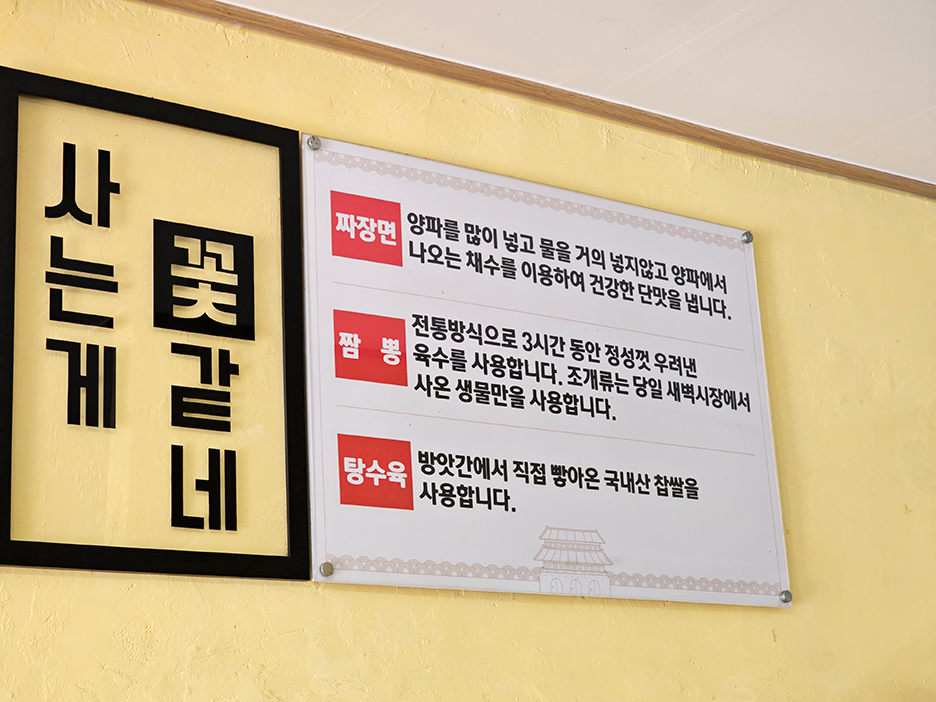 사는게
꽃같네
짜장면
양파를 많이 넣고 물을 거의 넣지않고 양파에서
나오는 채수를 이용하여 건강한 단맛을 냅니다.
짬 뽕
전통방식으로 3시간 동안 정성껏 우려낸
육수를 사용합니다. 조개류는 당일 새벽시장에서
사온 생물만을 사용합니다.
탕수육
방앗간에서 직접 빻아온 국내산 찹쌀을
사용합니다.